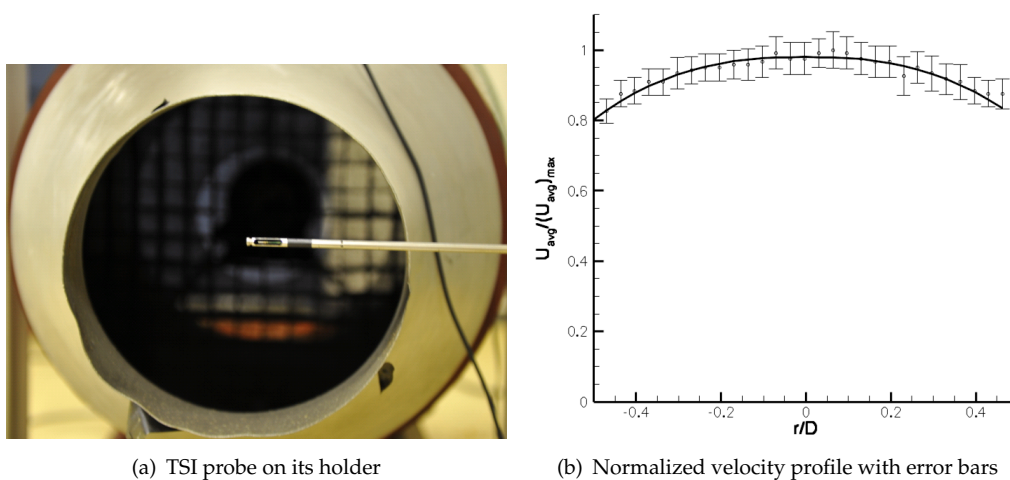 1
0.8
0.6
0.4
0.2
0
U_avg/(U_avg)_max
-0.4 -0.2 0 0.2 0.4
r/D
(a) TSI probe on its holder
(b) Normalized velocity profile with error bars